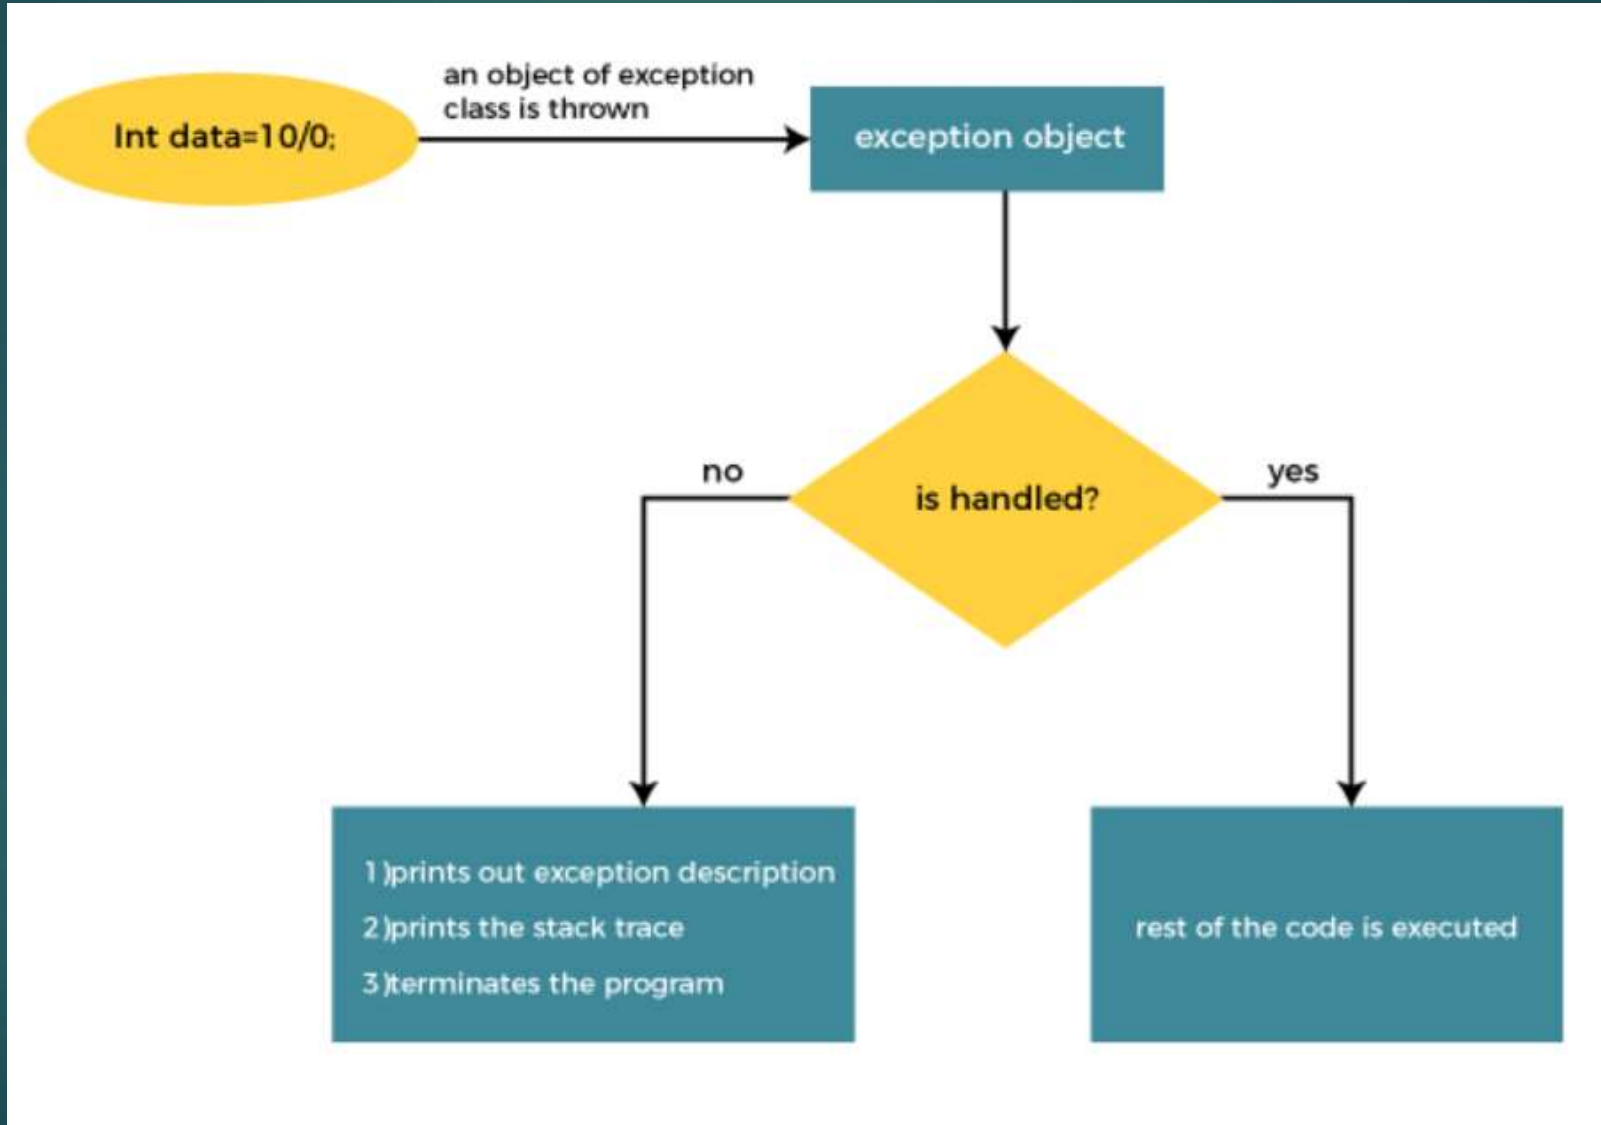 Int data=10/0;
an object of exception
class is thrown
exception object
is handled?
no
yes
1)prints out exception description
2)prints the stack trace
3)terminates the program
rest of the code is executed